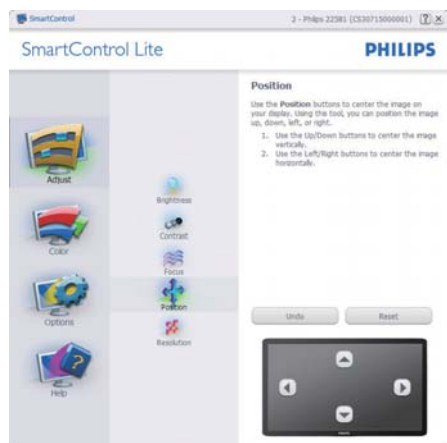 SmartControl
2 - Philips 225B1 (CS30715000001)
SmartControl Lite
PHILIPS
Adjust
Color
Options
Help
Brightness
Contrast
Focus
Position
Resolution
Position
Use the Position buttons to center the image on
your display. Using the tool, you can position the image
up, down, left, or right.
1. Use the Up/Down buttons to center the image
vertically.
2. Use the Left/Right buttons to center the image
horizontally.
Undo
Reset